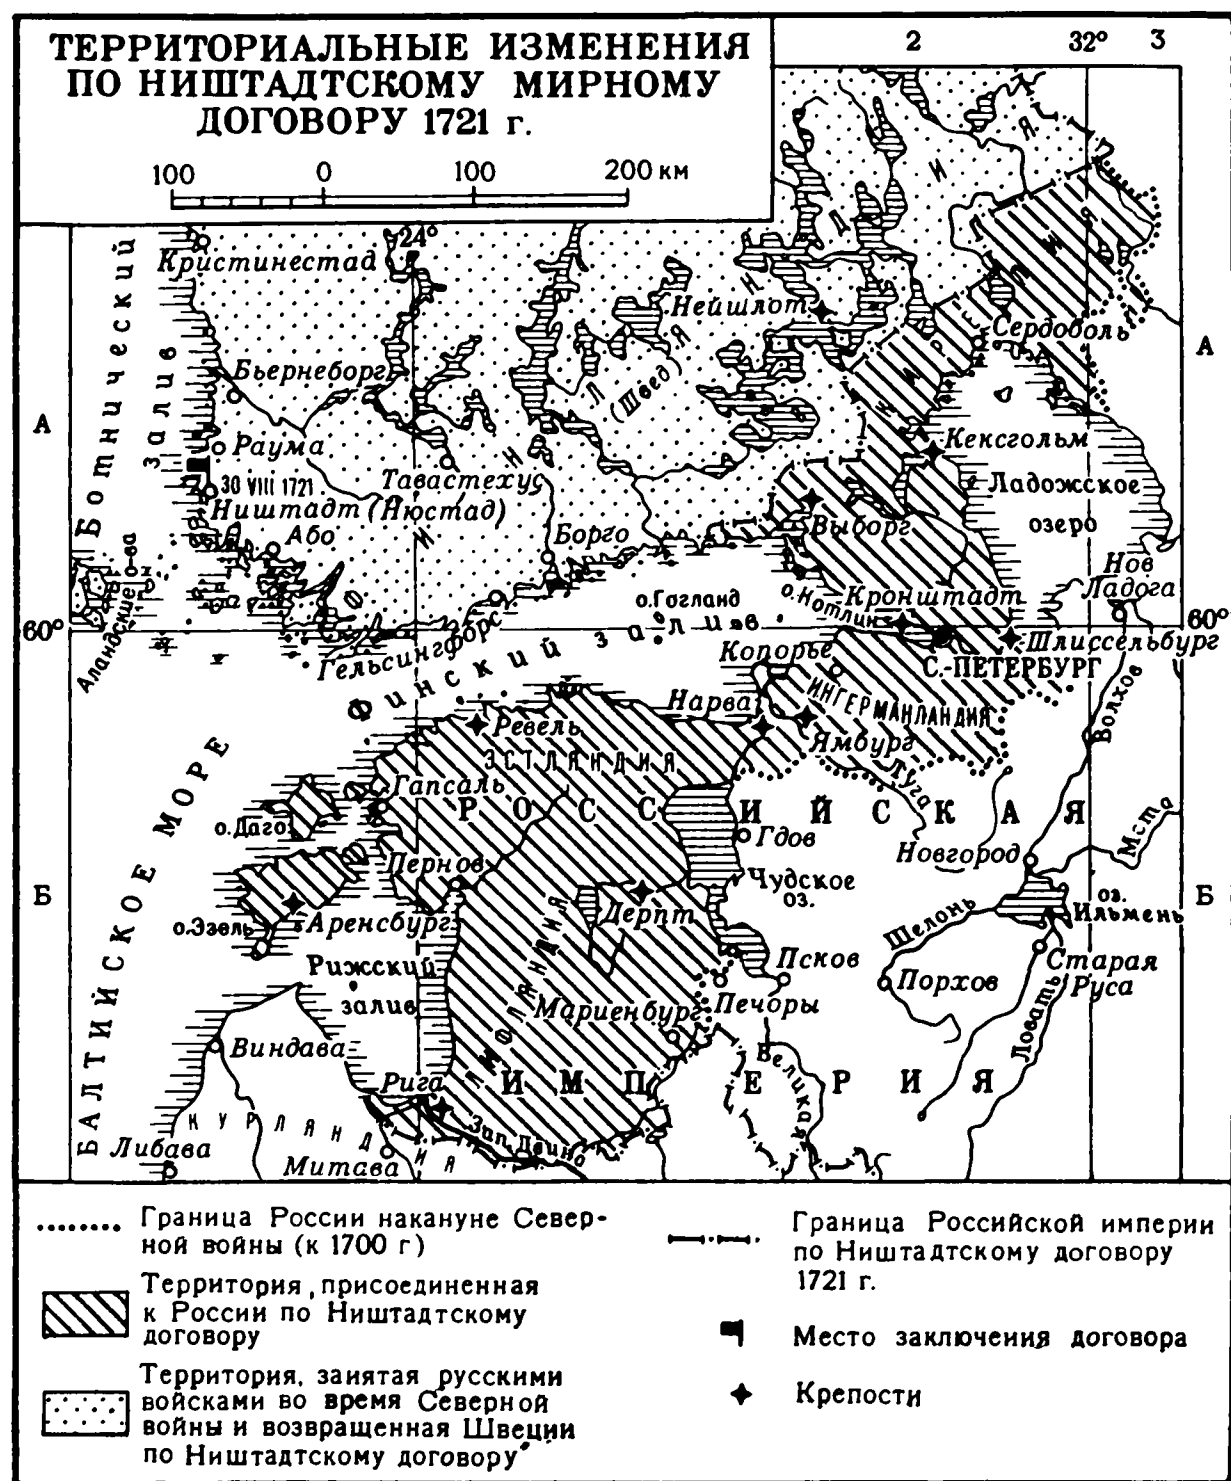 ТЕРРИТОРИАЛЬНЫЕ ИЗМЕНЕНИЯ
ПО НИШТАДТСКОМУ МИРНОМУ
ДОГОВОРУ 1721 г.
100 0 100 200 км
2 32° 3
24°
Ботнический
залив
Кристинестад
Нейшлот
ФИНЛЯНДИЯ
(Швед)
КАРЕЛИЯ
Сердоболь
А
А
Бьернеборг
Раума
30 VIII 1721
Ништадт (Нюстад)
Тавастехус
Кексгольм
Ладожское
озеро
Выборг
Або
Борго
Нов
Ладога
Аландские о-ва
о.Гогланд
о.Котлин
Кронштадт
60°
60°
Гельсингфорс
Финский залив
Копорье
Шлиссельбург
С.-ПЕТЕРБУРГ
ИНГЕРМАНЛАНДИЯ
Нарва
Ревель
Ямбург
Волхов
ЭСТЛЯНДИЯ
Луга
БАЛТИЙСКОЕ МОРЕ
Гапсаль
РОССИЙСКАЯ
о.Даго
Гдов
Мста
Новгород
Пернов
Чудское
оз.
Б
Б
Дерпт
оз.
Ильмень
о.Эзель
Аренсбург
Шелонь
Рижский
залив
Псков
Порхов
Старая
Руса
Печоры
Мариенбург
ЛИФЛЯНДИЯ
Ловать
Виндава
Великая
ИМПЕРИЯ
Рига
Зап Двина
КУРЛЯНДИЯ
Либава
Митава
Граница России накануне Север-
ной войны (к 1700 г)
Территория, присоединенная
к России по Ништадтскому
договору
Территория, занятая русскими
войсками во время Северной
войны и возвращенная Швеции
по Ништадтскому договору
Граница Российской империи
по Ништадтскому договору
1721 г.
Место заключения договора
Крепости